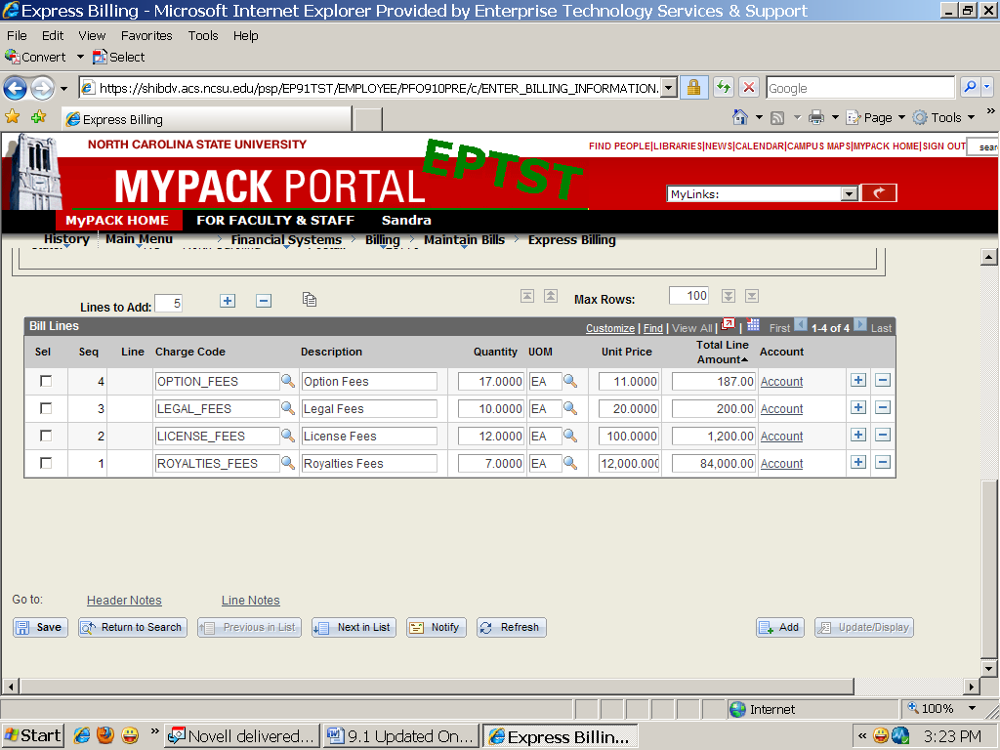 Express Billing - Microsoft Internet Explorer Provided by Enterprise Technology Services & Support
File Edit View Favorites Tools Help
Convert Select
https://shibdv.acs.ncsu.edu/psp/EP91TST/EMPLOYEE/PFO910PRE/c/ENTER_BILLING_INFORMATION. Google
Express Billing Page Tools »
NORTH CAROLINA STATE UNIVERSITY FIND PEOPLE|LIBRARIES|NEWS|CALENDAR|CAMPUS MAPS|MYPACK HOME|SIGN OUT sear
MYPACK PORTAL EPTST MyLinks:
MyPACK HOME FOR FACULTY & STAFF Sandra
History Main Menu Financial Systems Billing Maintain Bills Express Billing
Lines to Add: 5 Max Rows: 100
Bill Lines Customize | Find | View All | | First 1-4 of 4 Last
Sel Seq Line Charge Code Description Quantity UOM Unit Price Total Line Amount Account
4 OPTION_FEES Option Fees 17.0000 EA 11.0000 187.00 Account
3 LEGAL_FEES Legal Fees 10.0000 EA 20.0000 200.00 Account
2 LICENSE_FEES License Fees 12.0000 EA 100.0000 1,200.00 Account
1 ROYALTIES_FEES Royalties Fees 7.0000 EA 12,000.000 84,000.00 Account
Go to: Header Notes Line Notes
Save Return to Search Previous in List Next in List Notify Refresh Add Update/Display
Internet 100%
Start » Novell delivered... 9.1 Updated On... Express Billin... « 3:23 PM